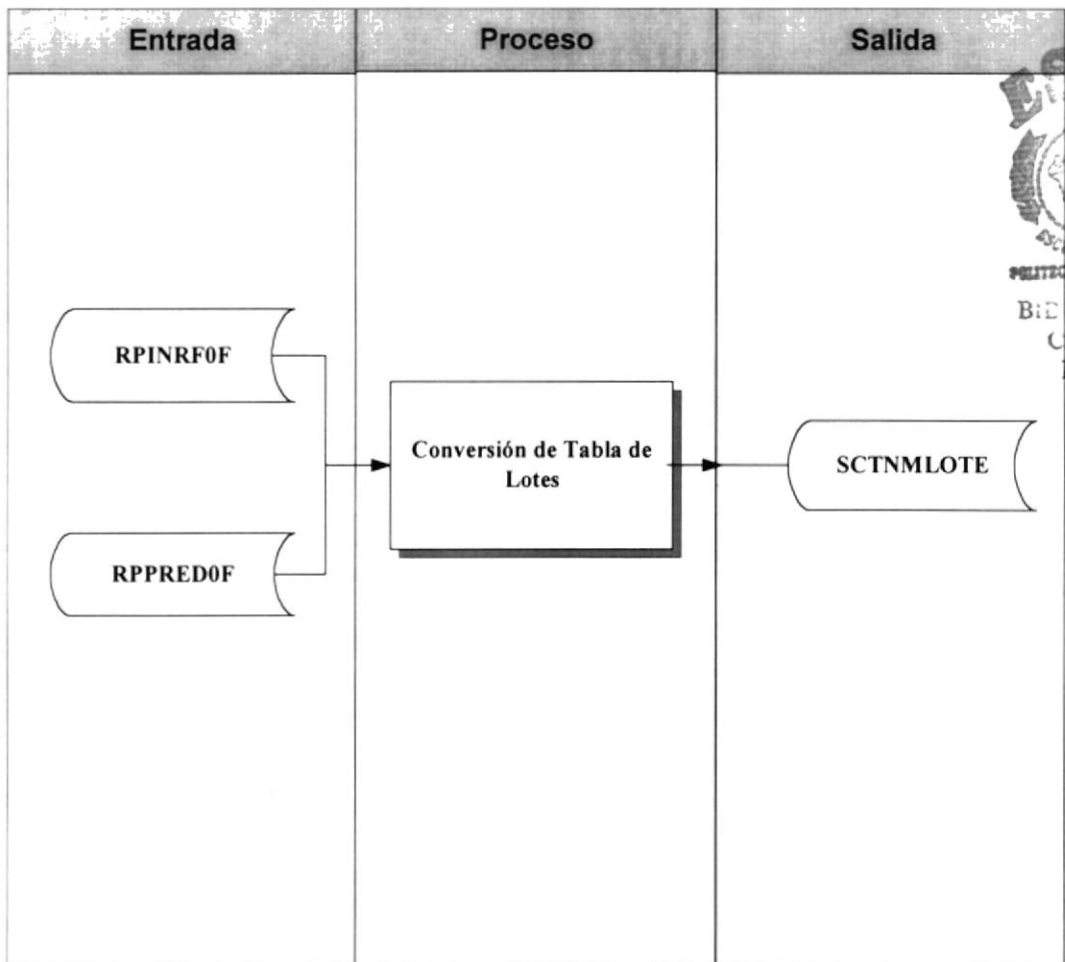 Entrada
Proceso
Salida
RPINRF0F
RPPRED0F
Conversión de Tabla de
Lotes
SCTNMLOTE